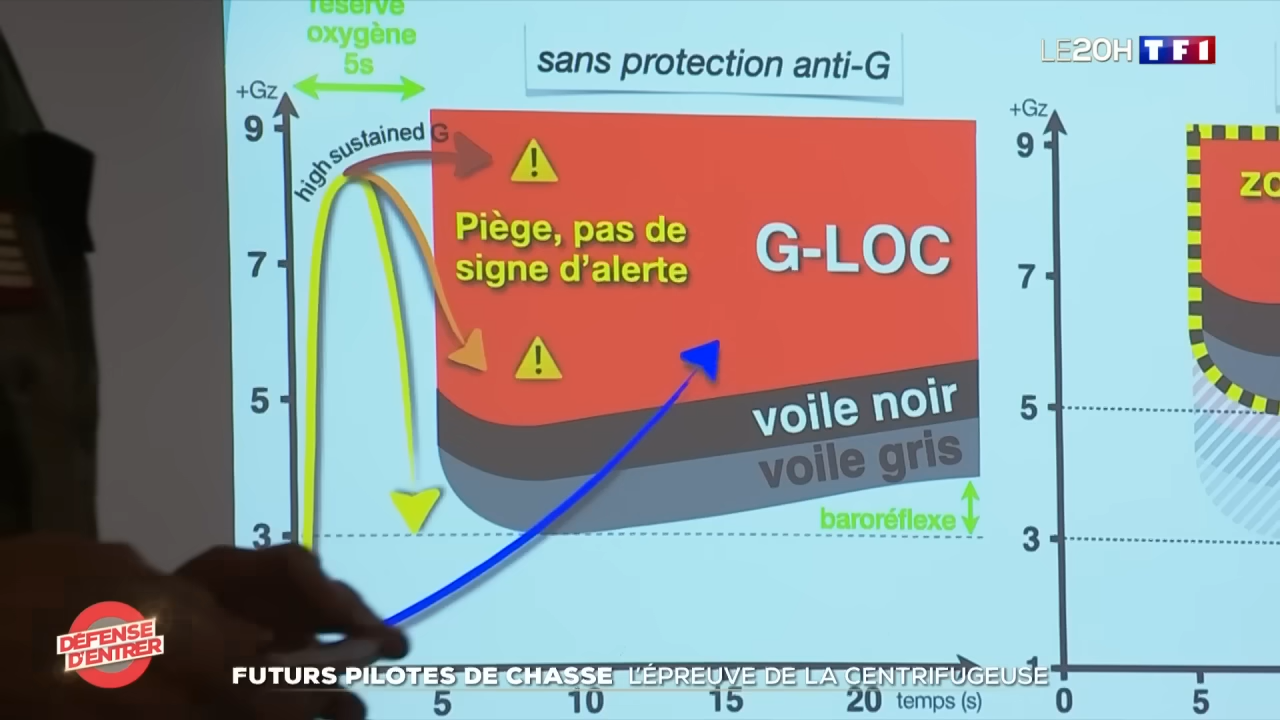 réserve
oxygène
5s
sans protection anti-G
LE20H TF1
+Gz
9
7
5
3
high sustained G
Piège, pas de
signe d'alerte
G-LOC
voile noir
voile gris
baroréflexe
5 10 15 20 temps (s)
+Gz
9
7
5
3
1
0 5
DÉFENSE
D'ENTRER
FUTURS PILOTES DE CHASSE L'ÉPREUVE DE LA CENTRIFUGEUSE